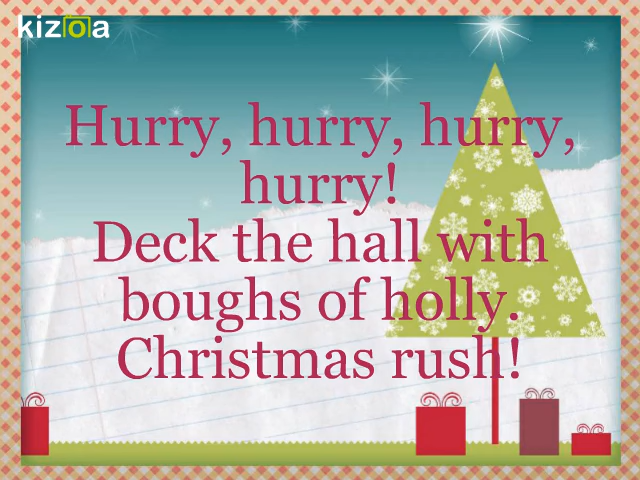 kizoa
Hurry, hurry, hurry,
hurry!
Deck the hall with
boughs of holly.
Christmas rush!